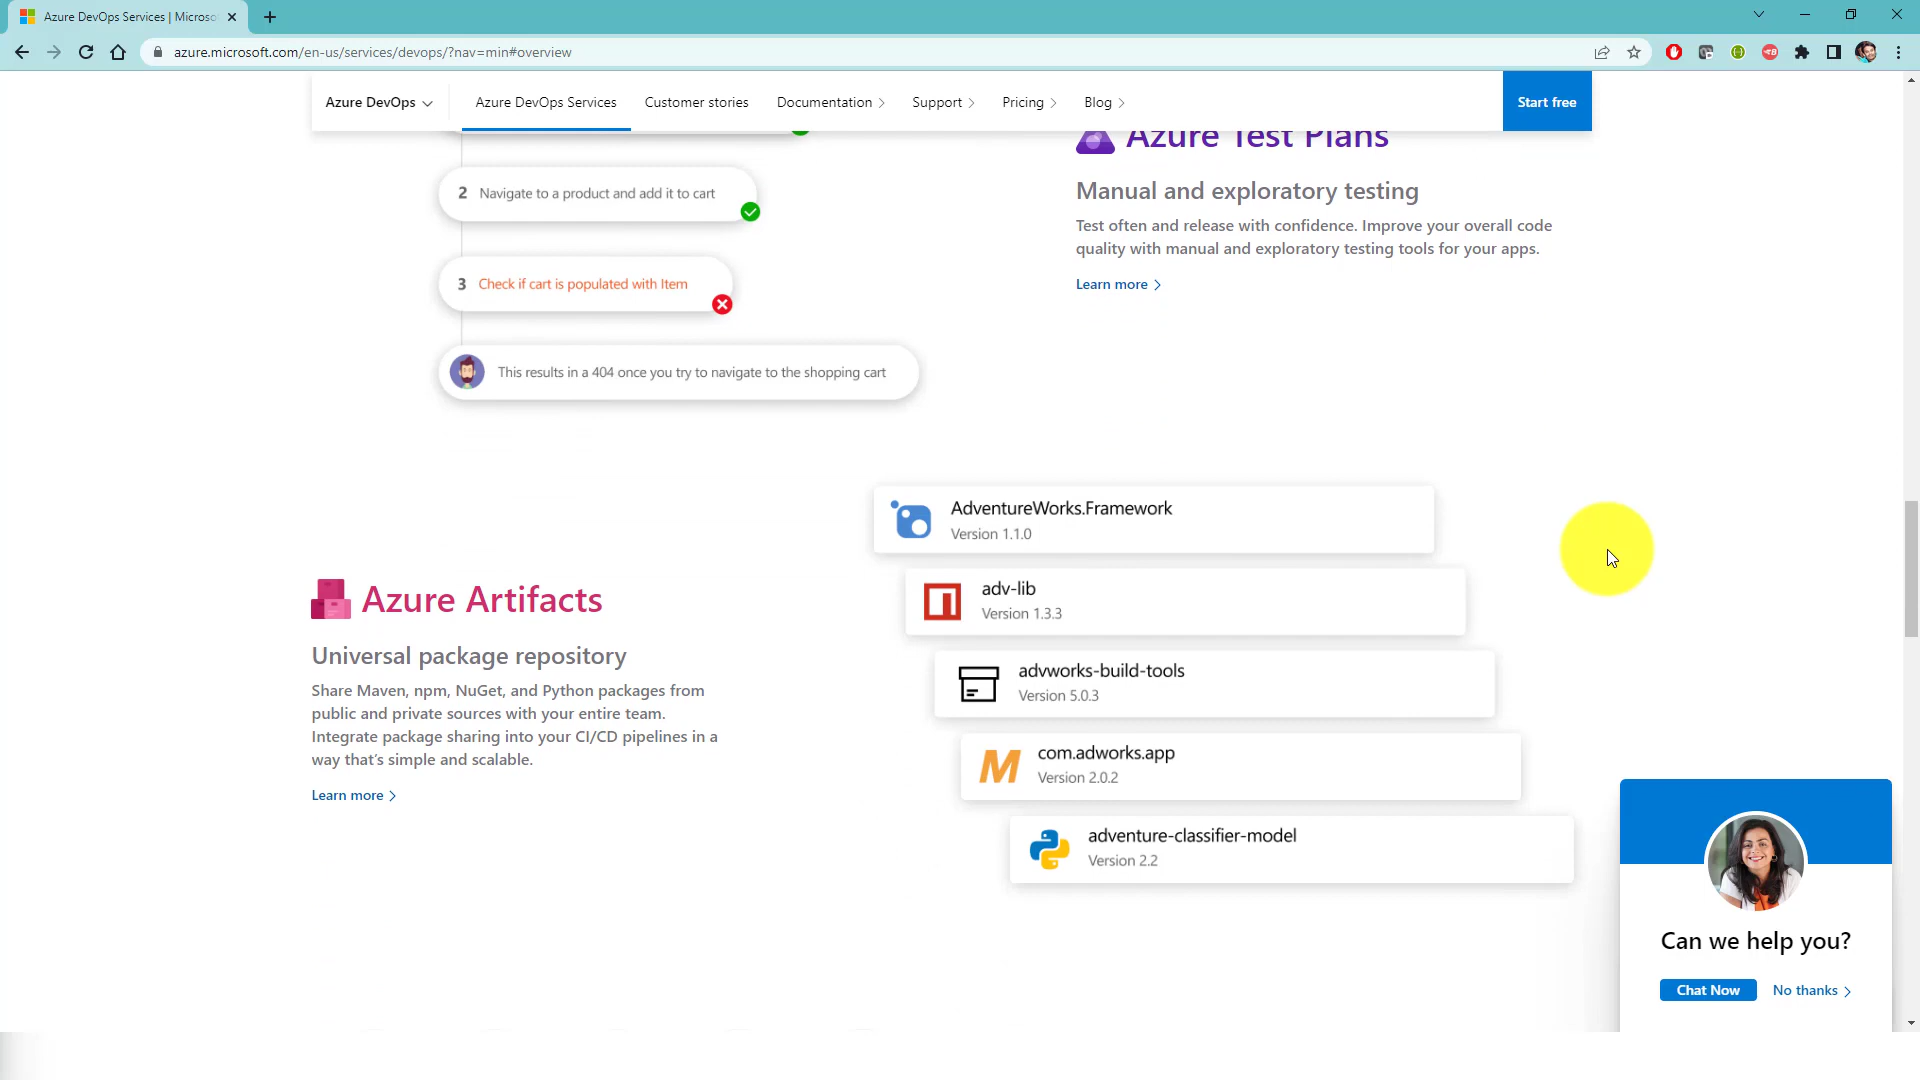 Azure DevOps Services | Microso
azure.microsoft.com/en-us/services/devops/?nav=min#overview
Azure DevOps
Azure DevOps Services
Customer stories
Documentation
Support
Pricing
Blog
Start free
2 Navigate to a product and add it to cart
3 Check if cart is populated with Item
This results in a 404 once you try to navigate to the shopping cart
Azure Test Plans
Manual and exploratory testing
Test often and release with confidence. Improve your overall code
quality with manual and exploratory testing tools for your apps.
Learn more
Azure Artifacts
Universal package repository
Share Maven, npm, NuGet, and Python packages from
public and private sources with your entire team.
Integrate package sharing into your CI/CD pipelines in a
way that's simple and scalable.
Learn more
AdventureWorks.Framework
Version 1.1.0
adv-lib
Version 1.3.3
advworks-build-tools
Version 5.0.3
com.adworks.app
Version 2.0.2
adventure-classifier-model
Version 2.2
Can we help you?
Chat Now
No thanks